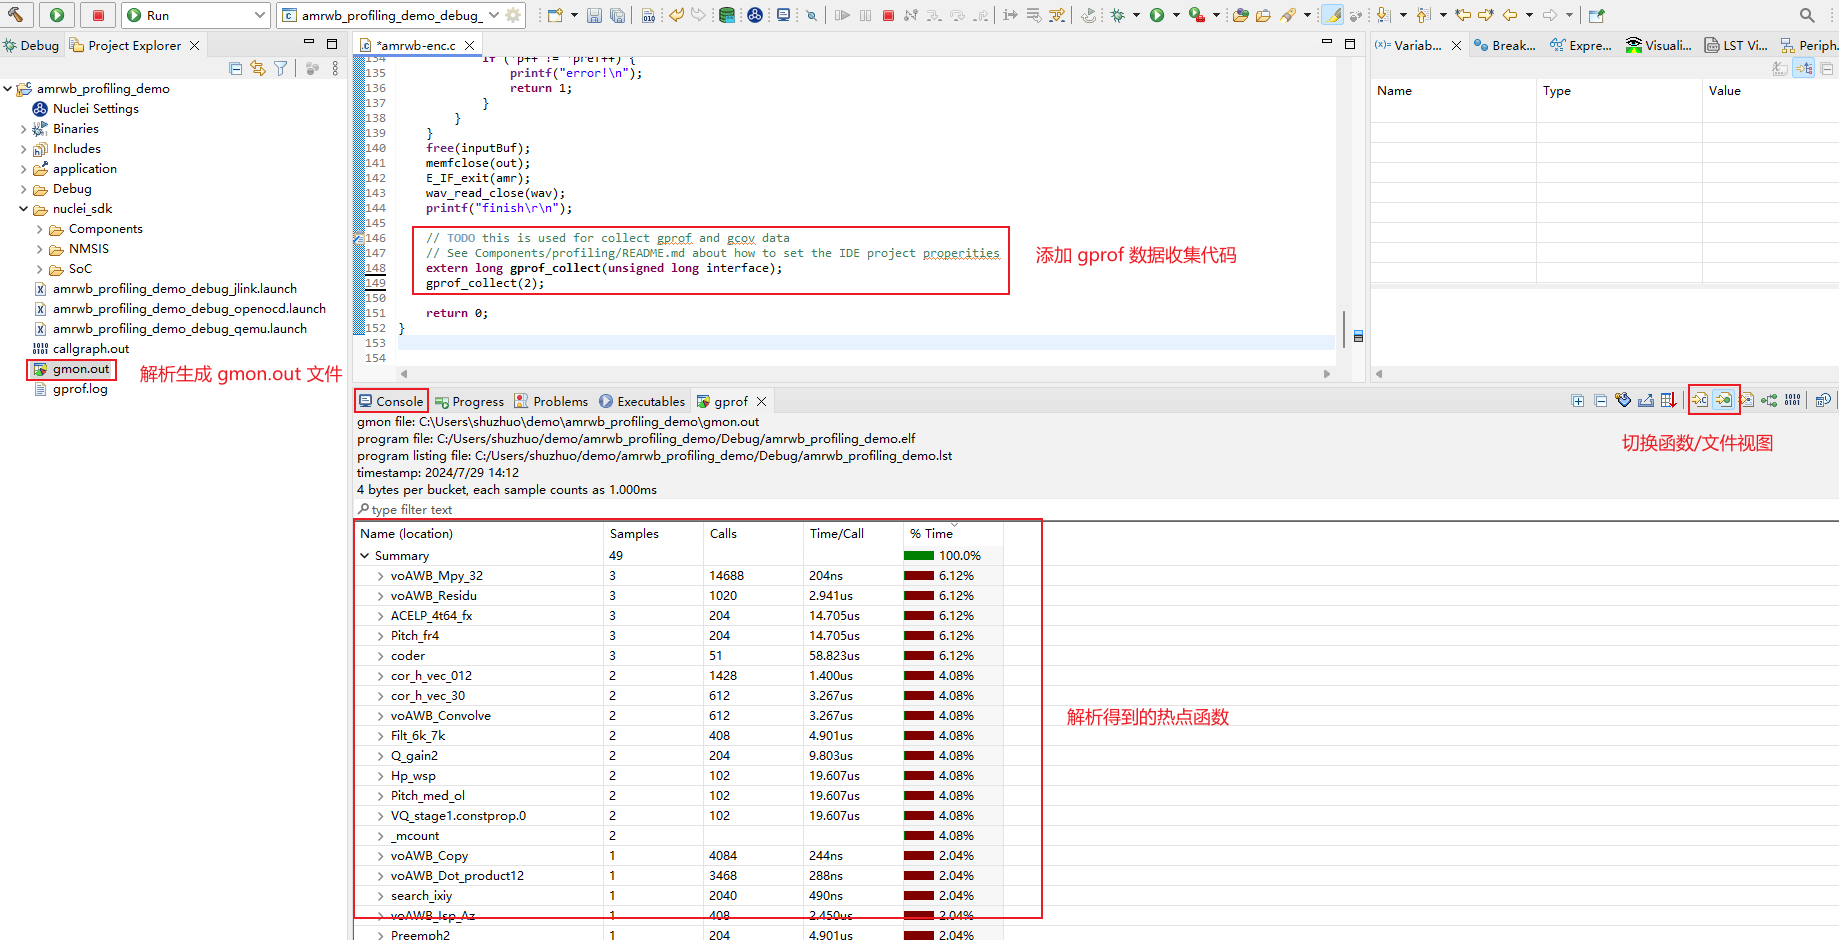 Run
amrwb_profiling_demo_debug_
Debug
Project Explorer
amrwb_profiling_demo
Nuclei Settings
Binaries
Includes
application
Debug
nuclei_sdk
Components
NMSIS
SoC
amrwb_profiling_demo_debug_jlink.launch
amrwb_profiling_demo_debug_openocd.launch
amrwb_profiling_demo_debug_qemu.launch
callgraph.out
gmon.out
解析生成 gmon.out 文件
gprof.log
*amrwb-enc.c
134 if (*p++ != *pref++) {
135 printf("error!\n");
136 return 1;
137 }
138 }
139 }
140 free(inputBuf);
141 memfclose(out);
142 E_IF_exit(amr);
143 wav_read_close(wav);
144 printf("finish\r\n");
145
146 // TODO this is used for collect gprof and gcov data
147 // See Components/profiling/README.md about how to set the IDE project properities
148 extern long gprof_collect(unsigned long interface);
149 gprof_collect(2);
150
151 return 0;
152 }
153
154
添加 gprof 数据收集代码
Variab...
Break...
Expre...
Visuali...
LST Vi...
Periph.
Name Type Value
Console
Progress
Problems
Executables
gprof
切换函数/文件视图
gmon file: C:\Users\shuzhuo\demo\amrwb_profiling_demo\gmon.out
program file: C:/Users/shuzhuo/demo/amrwb_profiling_demo/Debug/amrwb_profiling_demo.elf
program listing file: C:/Users/shuzhuo/demo/amrwb_profiling_demo/Debug/amrwb_profiling_demo.lst
timestamp: 2024/7/29 14:12
4 bytes per bucket, each sample counts as 1.000ms
type filter text
Name (location) Samples Calls Time/Call % Time
Summary 49 100.0%
voAWB_Mpy_32 3 14688 204ns 6.12%
voAWB_Residu 3 1020 2.941us 6.12%
ACELP_4t64_fx 3 204 14.705us 6.12%
Pitch_fr4 3 204 14.705us 6.12%
coder 3 51 58.823us 6.12%
cor_h_vec_012 2 1428 1.400us 4.08%
cor_h_vec_30 2 612 3.267us 4.08%
voAWB_Convolve 2 612 3.267us 4.08%
Filt_6k_7k 2 408 4.901us 4.08%
Q_gain2 2 204 9.803us 4.08%
Hp_wsp 2 102 19.607us 4.08%
Pitch_med_ol 2 102 19.607us 4.08%
VQ_stage1.constprop.0 2 102 19.607us 4.08%
_mcount 2 4.08%
voAWB_Copy 1 4084 244ns 2.04%
voAWB_Dot_product12 1 3468 288ns 2.04%
search_ixiy 1 2040 490ns 2.04%
voAWB_Isp_Az 1 408 2.450us 2.04%
Preemph2 1 204 4.901us 2.04%
解析得到的热点函数